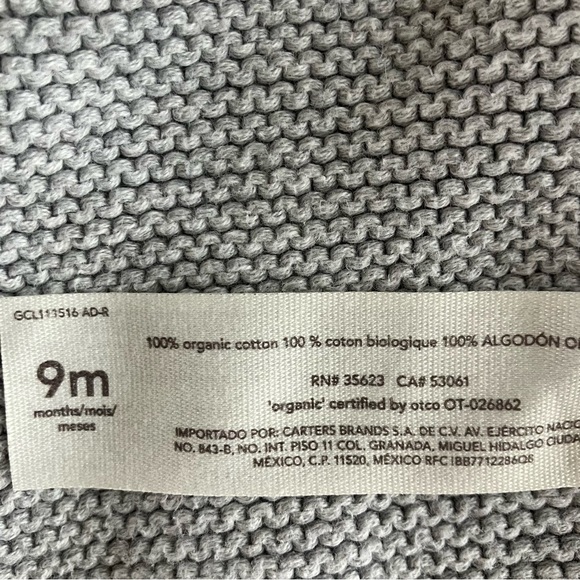 GCL113516 AD-R
9m
months/mois/
meses
100% organic cotton 100 % coton biologique 100% ALGODÓN
RN# 35623 CA# 53061
'organic' certified by otco OT-026862
IMPORTADO POR: CARTERS BRANDS S.A. DE C.V. AV. EJÉRCITO
NO. 843-B, NO. INT. PISO 11 COL. GRANADA, MIGUEL HIDALGO
MÉXICO, C.P. 11520, MÉXICO RFC